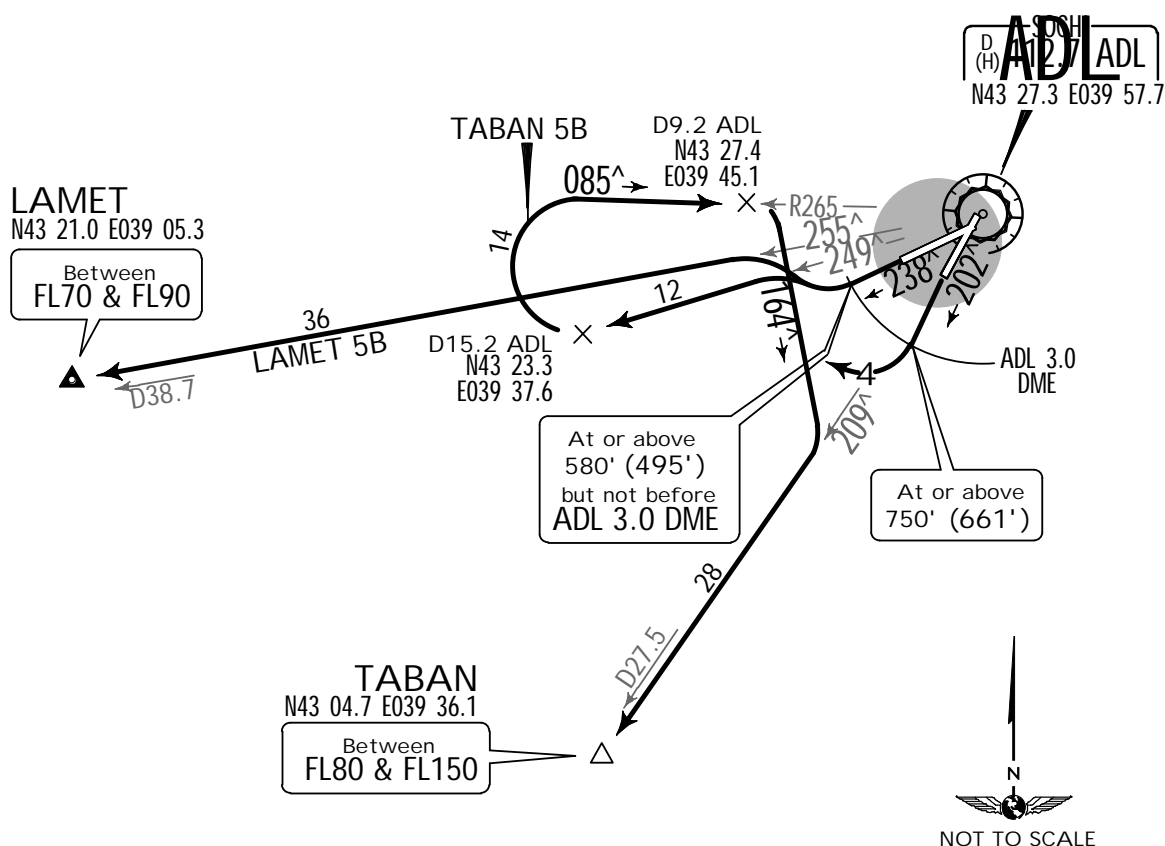 SOCHI
D
(H)
112.7 ADL
ADL
N43 27.3 E039 57.7
TABAN 5B
D9.2 ADL
N43 27.4
E039 45.1
085^
R265
LAMET
N43 21.0 E039 05.3
Between
FL70 & FL90
14
255^
249^
238^
202^
12
164^
36
LAMET 5B
D38.7
D15.2 ADL
N43 23.3
E039 37.6
4
ADL 3.0
DME
209^
At or above
580' (495')
but not before
ADL 3.0 DME
At or above
750' (661')
28
D27.5
TABAN
N43 04.7 E039 36.1
Between
FL80 & FL150
N
NOT TO SCALE